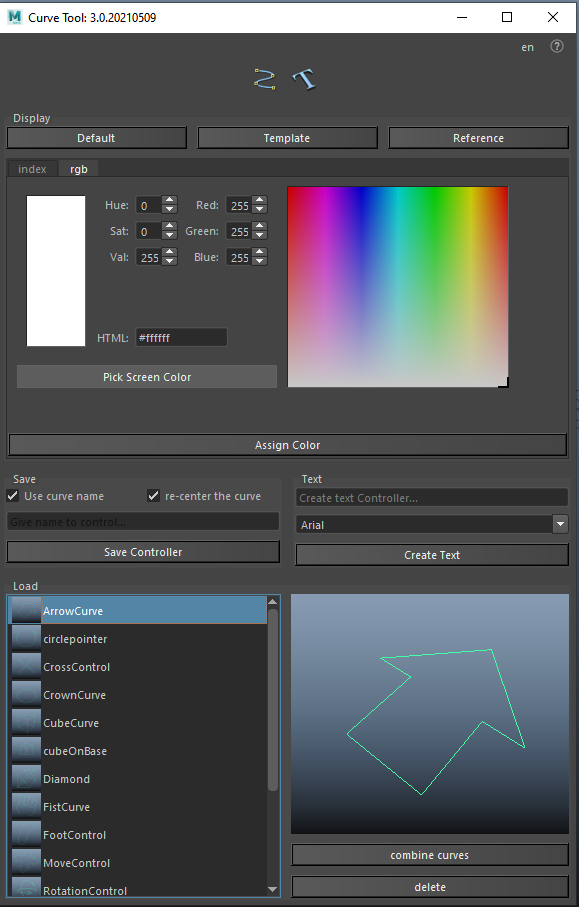 Curve Tool: 3.0.20210509
en
Display
Default Template Reference
index rgb
Hue: 0 Red: 255
Sat: 0 Green: 255
Val: 255 Blue: 255
HTML: #ffffff
Pick Screen Color
Assign Color
Save
Use curve name re-center the curve
Give name to control...
Save Controller
Text
Create text Controller...
Arial
Create Text
Load
ArrowCurve
circlepointer
CrossControl
CrownCurve
CubeCurve
cubeOnBase
Diamond
FistCurve
FootControl
MoveControl
RotationControl
combine curves
delete